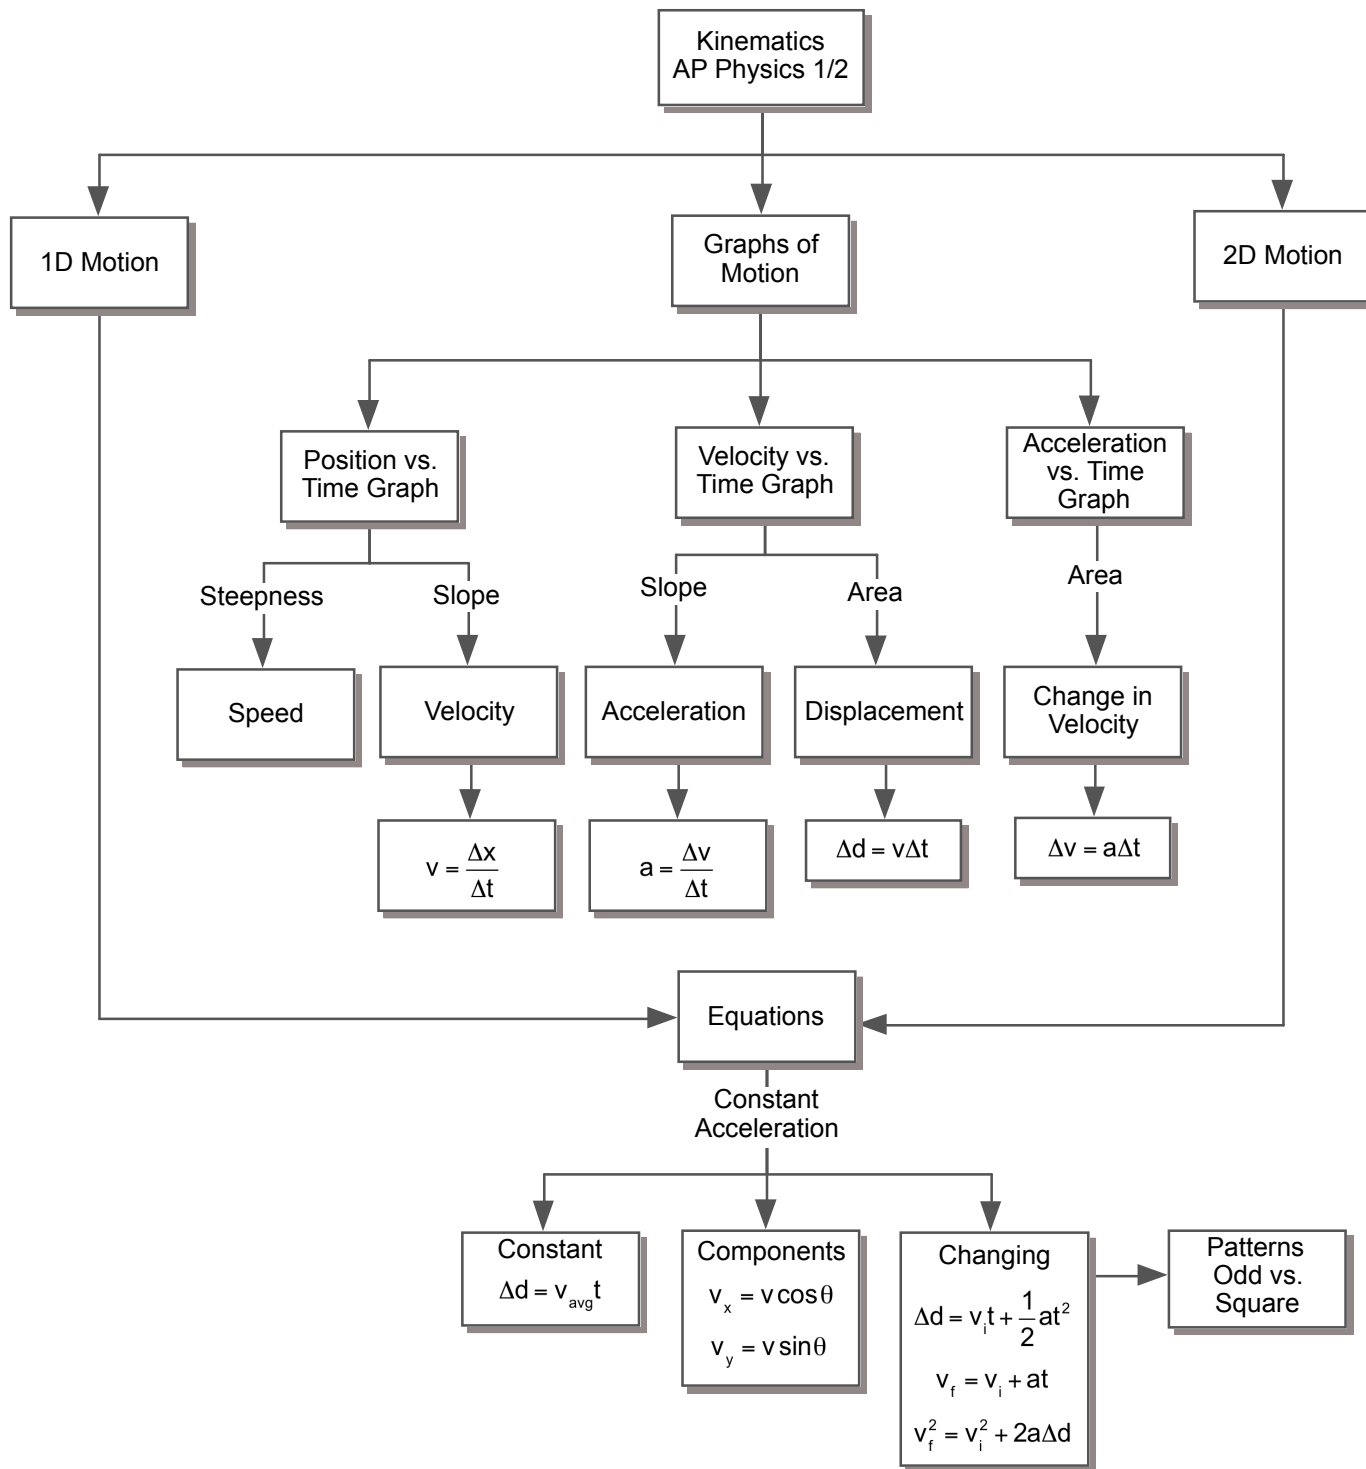 Kinematics
AP Physics 1/2
1D Motion
Graphs of
Motion
2D Motion
Position vs.
Time Graph
Velocity vs.
Time Graph
Acceleration
vs. Time
Graph
Steepness
Slope
Slope
Area
Area
Speed
Velocity
Acceleration
Displacement
Change in
Velocity
v = Δx/Δt
a = Δv/Δt
Δd = vΔt
Δv = aΔt
Equations
Constant
Acceleration
Constant
Δd = v_avg t
Components
v_x = v cos θ
v_y = v sin θ
Changing
Δd = v_i t + 1/2 at²
v_f = v_i + at
v_f² = v_i² + 2aΔd
Patterns
Odd vs.
Square